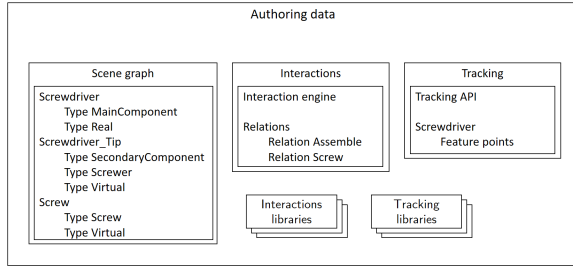 Authoring data
Scene graph
Screwdriver
Type MainComponent
Type Real
Screwdriver_Tip
Type SecondaryComponent
Type Screwer
Type Virtual
Screw
Type Screw
Type Virtual
Interactions
Interaction engine
Relations
Relation Assemble
Relation Screw
Tracking
Tracking API
Screwdriver
Feature points
Interactions
libraries
Tracking
libraries